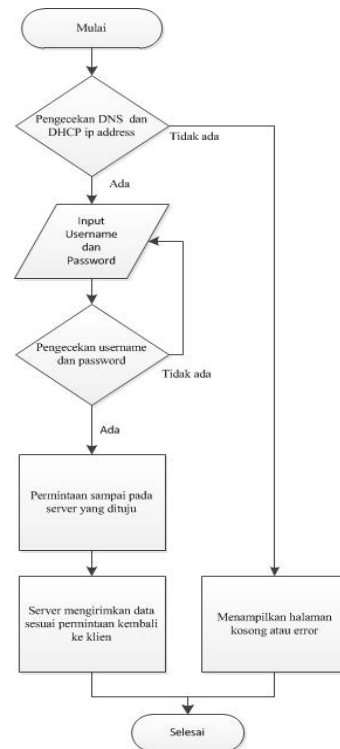 Mulai
Pengecekan DNS dan
DHCP ip address
Tidak ada
Ada
Input
Username
dan
Password
Pengecekan username
dan password
Tidak ada
Ada
Permintaan sampai pada
server yang dituju
Server mengirimkan data
sesuai permintaan kembali
ke klien
Menampilkan halaman
kosong atau error
Selesai